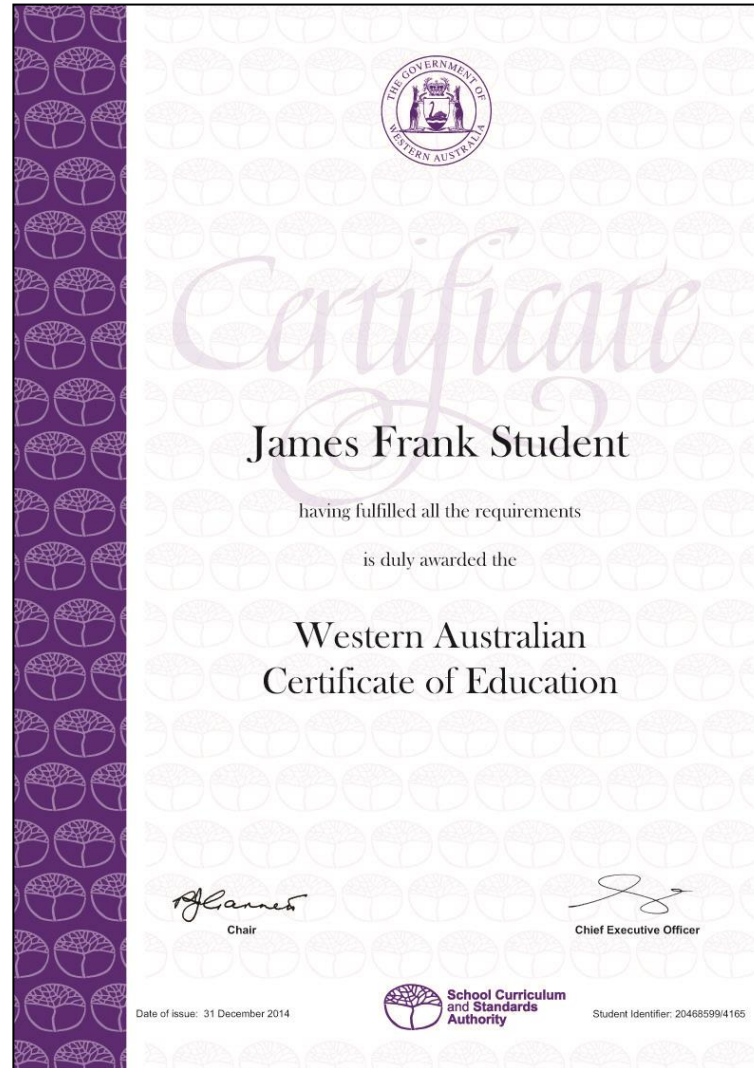 THE GOVERNMENT OF
WESTERN AUSTRALIA
Certificate
James Frank Student
having fulfilled all the requirements
is duly awarded the
Western Australian
Certificate of Education
Chair
Chief Executive Officer
Date of issue: 31 December 2014
School Curriculum
and Standards
Authority
Student Identifier: 20468599/4165